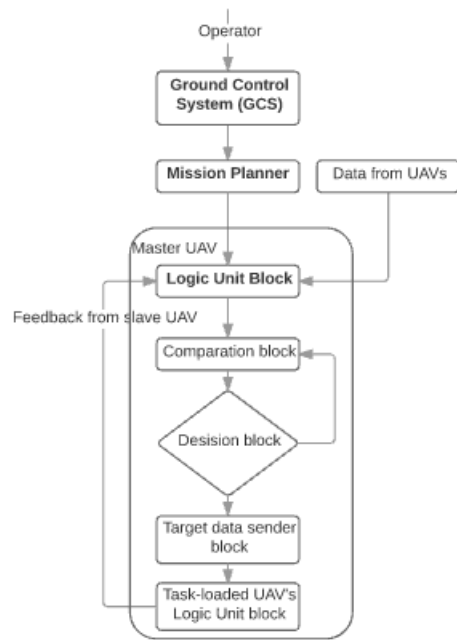 Operator
Ground Control
System (GCS)
Mission Planner
Data from UAVs
Master UAV
Logic Unit Block
Feedback from slave UAV
Comparation block
Desision block
Target data sender
block
Task-loaded UAV's
Logic Unit block